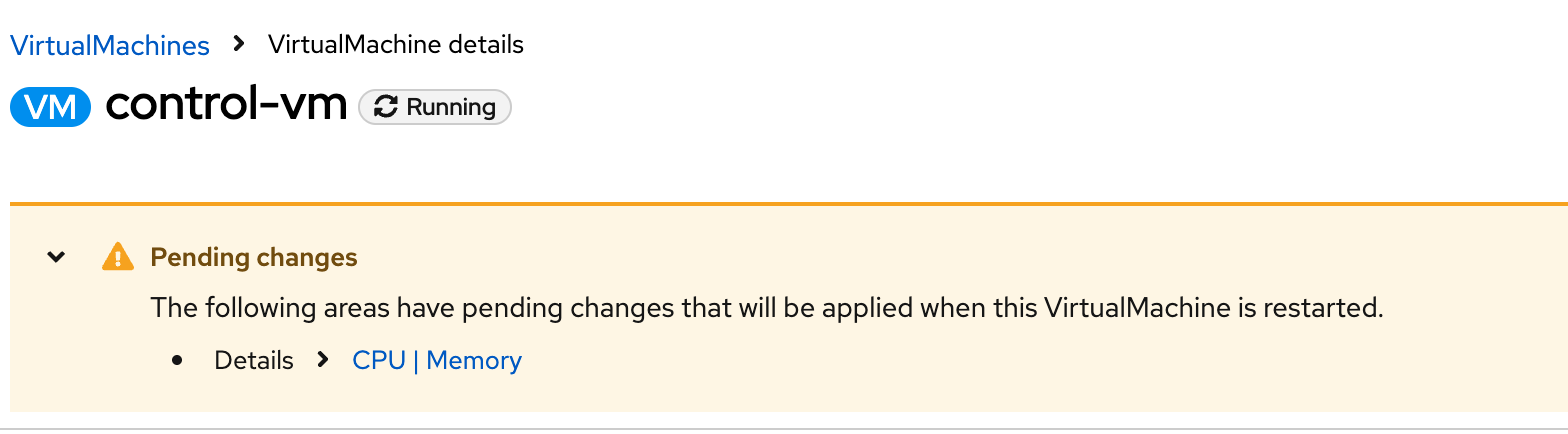 VirtualMachines > VirtualMachine details
VM control-vm Running
Pending changes
The following areas have pending changes that will be applied when this VirtualMachine is restarted.
• Details > CPU | Memory